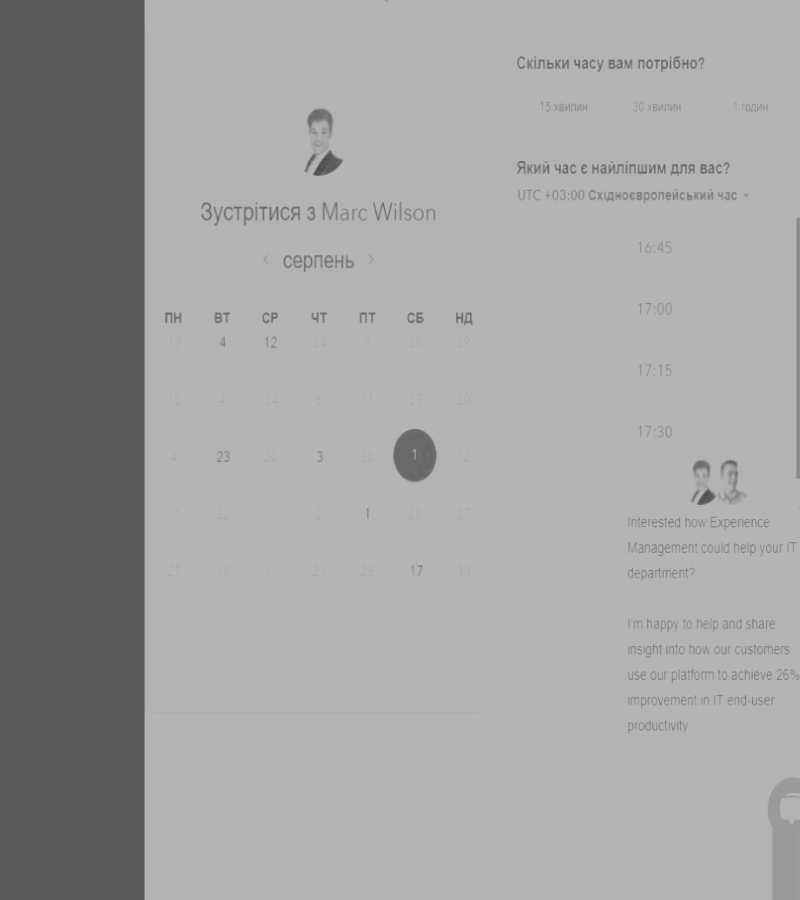 Зустрітися з Marc Wilson
серпень
ПН ВТ СР ЧТ ПТ СБ НД
13 4 12 24 7 20 29
12 4 24 6 11 23 20
4 23 20 3 30 1 12
11 22 11 2 1 26 27
27 18 11 21 25 17 30
Скільки часу вам потрібно?
15 хвилин 30 хвилин 1 годин
Який час є найліпшим для вас?
UTC +03:00 Східноєвропейський час
16:45
17:00
17:15
17:30
Interested how Experience
Management could help your IT
department?
I'm happy to help and share
insight into how our customers
use our platform to achieve 26%
improvement in IT end-user
productivity